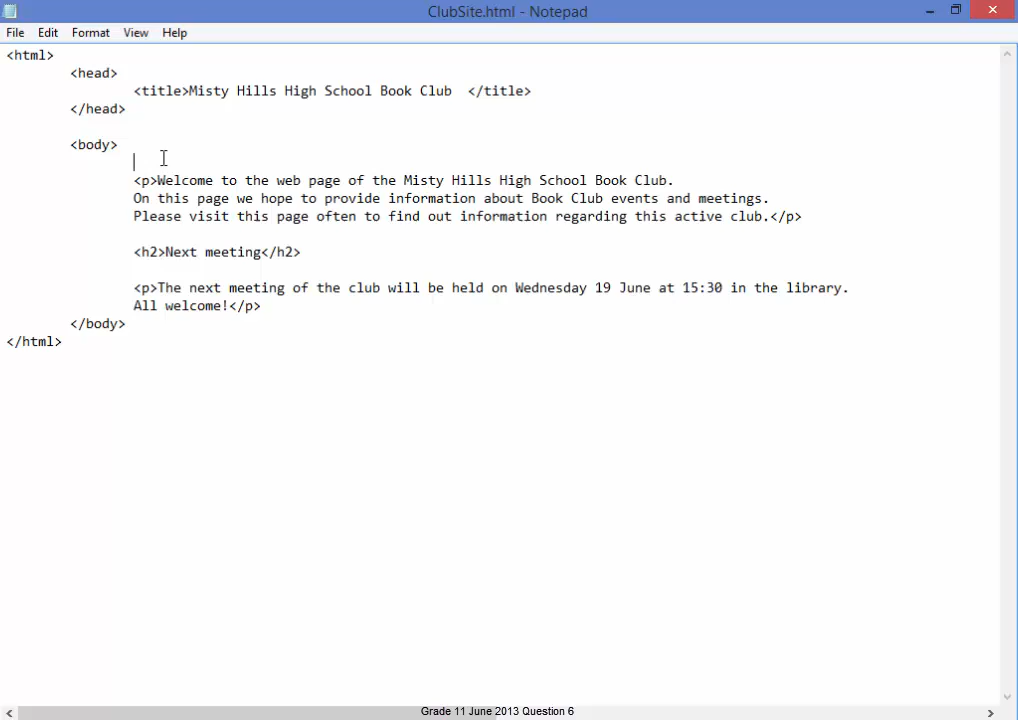 ClubSite.html - Notepad
File Edit Format View Help
<html>
<head>
<title>Misty Hills High School Book Club  </title>
</head>
<body>
<p>Welcome to the web page of the Misty Hills High School Book Club.
On this page we hope to provide information about Book Club events and meetings.
Please visit this page often to find out information regarding this active club.</p>
<h2>Next meeting</h2>
<p>The next meeting of the club will be held on Wednesday 19 June at 15:30 in the library.
All welcome!</p>
</body>
</html>
Grade 11 June 2013 Question 6